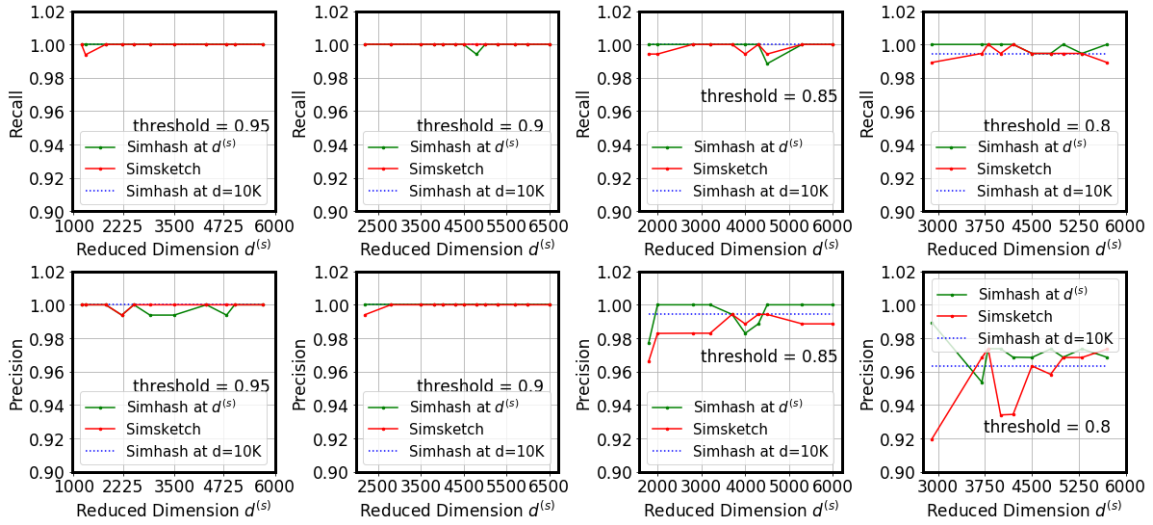 1.02
1.00
0.98
0.96
0.94
0.92
0.90
Recall
threshold = 0.95
Simhash at d^(s)
Simsketch
Simhash at d=10K
1000 2225 3500 4725 6000
Reduced Dimension d^(s)
1.02
1.00
0.98
0.96
0.94
0.92
0.90
Recall
threshold = 0.9
Simhash at d^(s)
Simsketch
Simhash at d=10K
2500 3500 4500 5500 6500
Reduced Dimension d^(s)
1.02
1.00
0.98
0.96
0.94
0.92
0.90
Recall
threshold = 0.85
Simhash at d^(s)
Simsketch
Simhash at d=10K
2000 3000 4000 5000 6000
Reduced Dimension d^(s)
1.02
1.00
0.98
0.96
0.94
0.92
0.90
Recall
threshold = 0.8
Simhash at d^(s)
Simsketch
Simhash at d=10K
3000 3750 4500 5250 6000
Reduced Dimension d^(s)
1.02
1.00
0.98
0.96
0.94
0.92
0.90
Precision
threshold = 0.95
Simhash at d^(s)
Simsketch
Simhash at d=10K
1000 2225 3500 4725 6000
Reduced Dimension d^(s)
1.02
1.00
0.98
0.96
0.94
0.92
0.90
Precision
threshold = 0.9
Simhash at d^(s)
Simsketch
Simhash at d=10K
2500 3500 4500 5500 6500
Reduced Dimension d^(s)
1.02
1.00
0.98
0.96
0.94
0.92
0.90
Precision
threshold = 0.85
Simhash at d^(s)
Simsketch
Simhash at d=10K
2000 3000 4000 5000 6000
Reduced Dimension d^(s)
1.02
1.00
0.98
0.96
0.94
0.92
0.90
Precision
Simhash at d^(s)
Simsketch
Simhash at d=10K
threshold = 0.8
3000 3750 4500 5250 6000
Reduced Dimension d^(s)